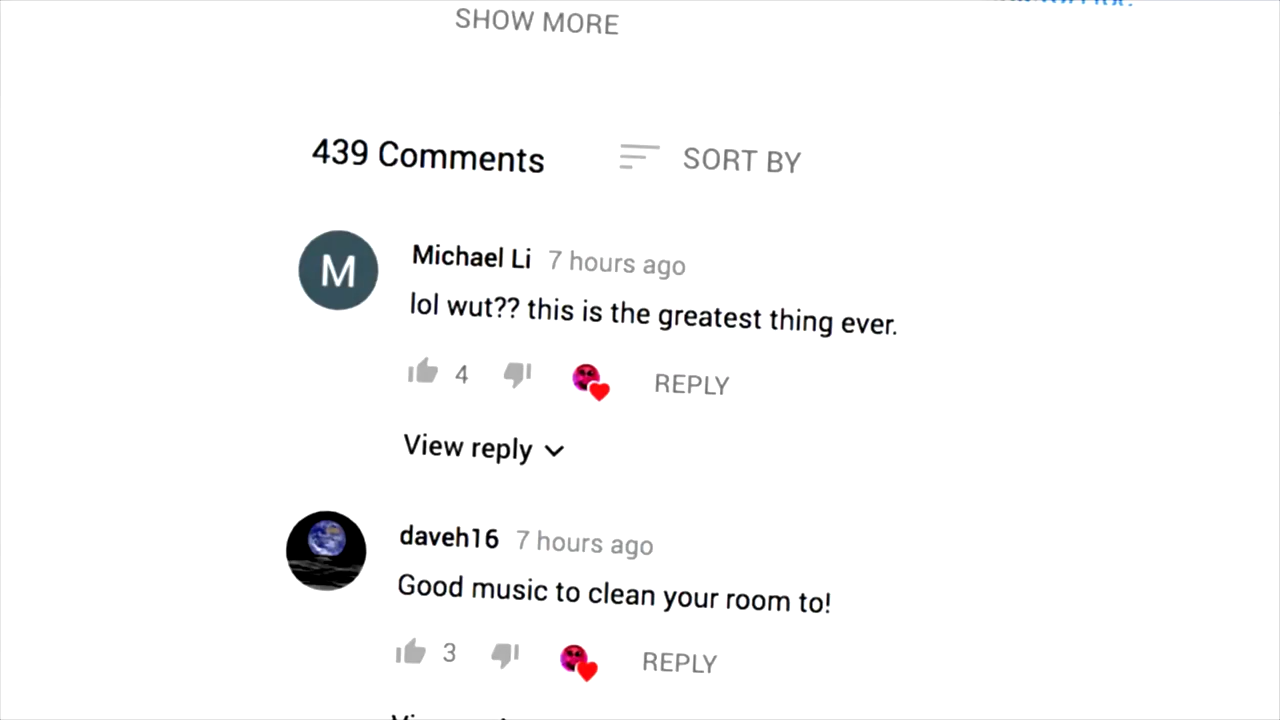 SHOW MORE
439 Comments
SORT BY
M
Michael Li 7 hours ago
lol wut?? this is the greatest thing ever.
4
REPLY
View reply
daveh16 7 hours ago
Good music to clean your room to!
3
REPLY